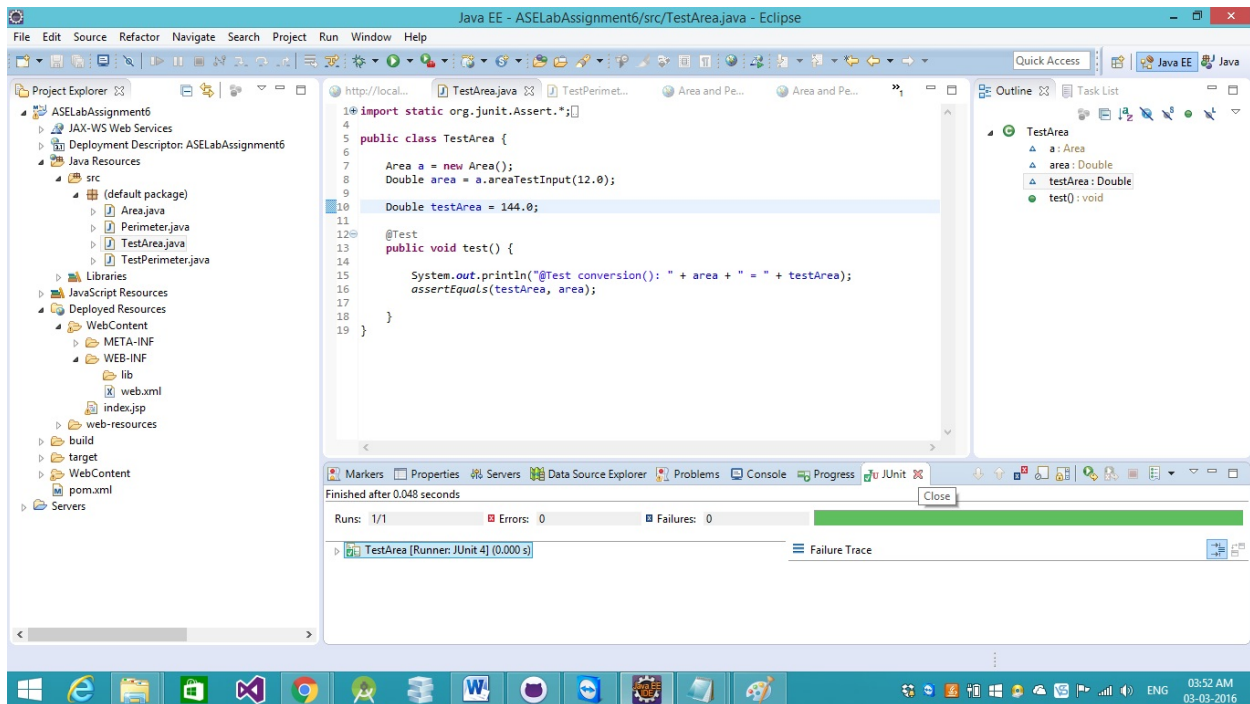 Java EE - ASELabAssignment6/src/TestArea.java - Eclipse
File Edit Source Refactor Navigate Search Project Run Window Help
Quick Access
Java EE
Java
Project Explorer
ASELabAssignment6
JAX-WS Web Services
Deployment Descriptor: ASELabAssignment6
Java Resources
src
(default package)
Area.java
Perimeter.java
TestArea.java
TestPerimeter.java
Libraries
JavaScript Resources
Deployed Resources
WebContent
META-INF
WEB-INF
lib
web.xml
index.jsp
web-resources
build
target
WebContent
pom.xml
Servers
http://local...
TestArea.java
TestPerimet...
Area and Pe...
Area and Pe...
»1
1 import static org.junit.Assert.*;
4
5 public class TestArea {
6
7 Area a = new Area();
8 Double area = a.areaTestInput(12.0);
9
10 Double testArea = 144.0;
11
12 @Test
13 public void test() {
14
15 System.out.println("@Test conversion(): " + area + " = " + testArea);
16 assertEquals(testArea, area);
17
18 }
19 }
Outline
Task List
TestArea
a : Area
area : Double
testArea : Double
test() : void
Markers
Properties
Servers
Data Source Explorer
Problems
Console
Progress
JUnit
Close
Finished after 0.048 seconds
Runs: 1/1
Errors: 0
Failures: 0
TestArea [Runner: JUnit 4] (0.000 s)
Failure Trace
ENG
03:52 AM
03-03-2016